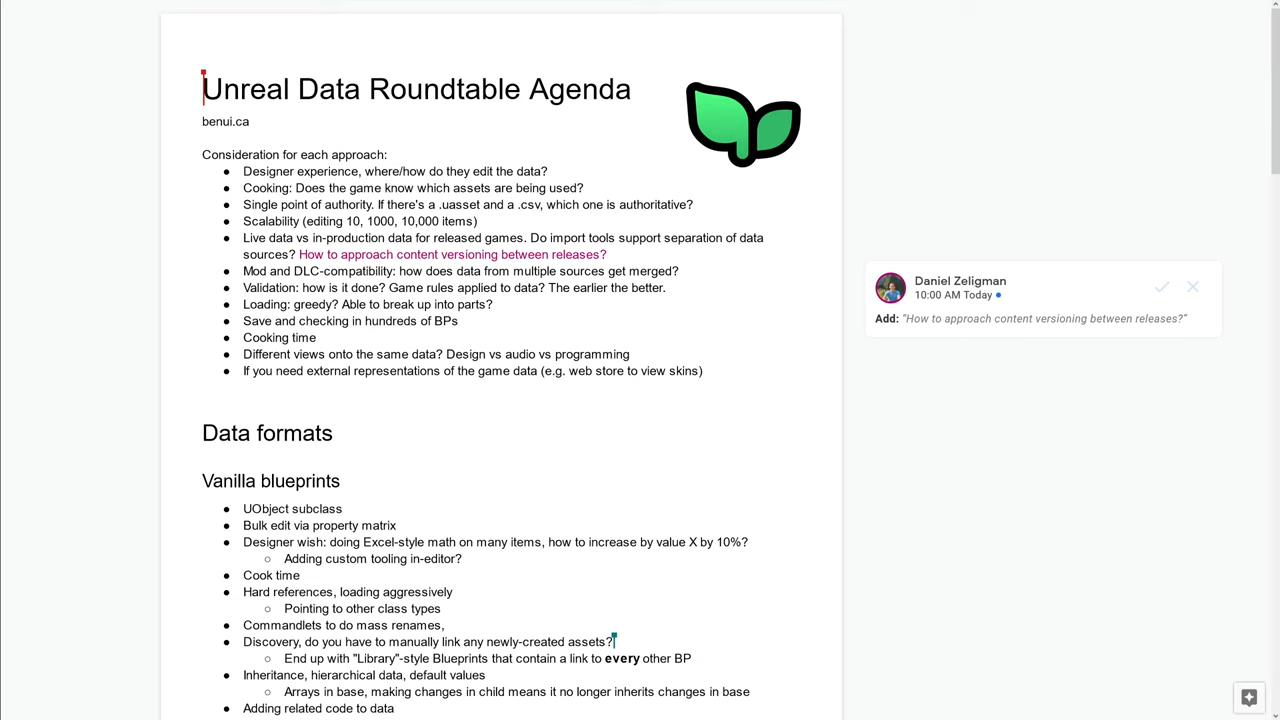 Unreal Data Roundtable Agenda
benui.ca
Consideration for each approach:
● Designer experience, where/how do they edit the data?
● Cooking: Does the game know which assets are being used?
● Single point of authority. If there's a .uasset and a .csv, which one is authoritative?
● Scalability (editing 10, 1000, 10,000 items)
● Live data vs in-production data for released games. Do import tools support separation of data
sources? How to approach content versioning between releases?
● Mod and DLC-compatibility: how does data from multiple sources get merged?
● Validation: how is it done? Game rules applied to data? The earlier the better.
● Loading: greedy? Able to break up into parts?
● Save and checking in hundreds of BPs
● Cooking time
● Different views onto the same data? Design vs audio vs programming
● If you need external representations of the game data (e.g. web store to view skins)
Daniel Zeligman
10:00 AM Today
Add: "How to approach content versioning between releases?"
Data formats
Vanilla blueprints
● UObject subclass
● Bulk edit via property matrix
● Designer wish: doing Excel-style math on many items, how to increase by value X by 10%?
○ Adding custom tooling in-editor?
● Cook time
● Hard references, loading aggressively
○ Pointing to other class types
● Commandlets to do mass renames,
● Discovery, do you have to manually link any newly-created assets?
○ End up with "Library"-style Blueprints that contain a link to every other BP
● Inheritance, hierarchical data, default values
○ Arrays in base, making changes in child means it no longer inherits changes in base
● Adding related code to data